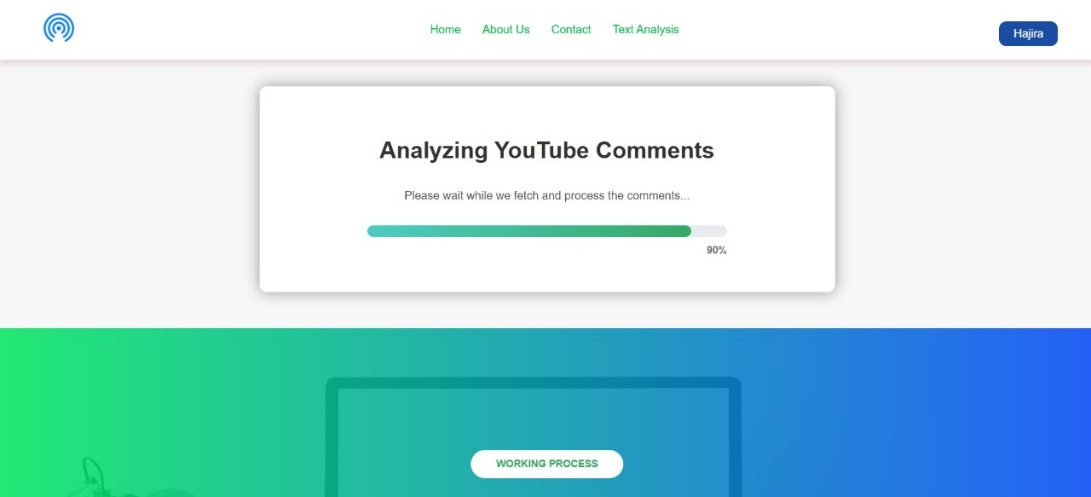 Home About Us Contact Text Analysis Hajira
Analyzing YouTube Comments
Please wait while we fetch and process the comments...
90%
WORKING PROCESS